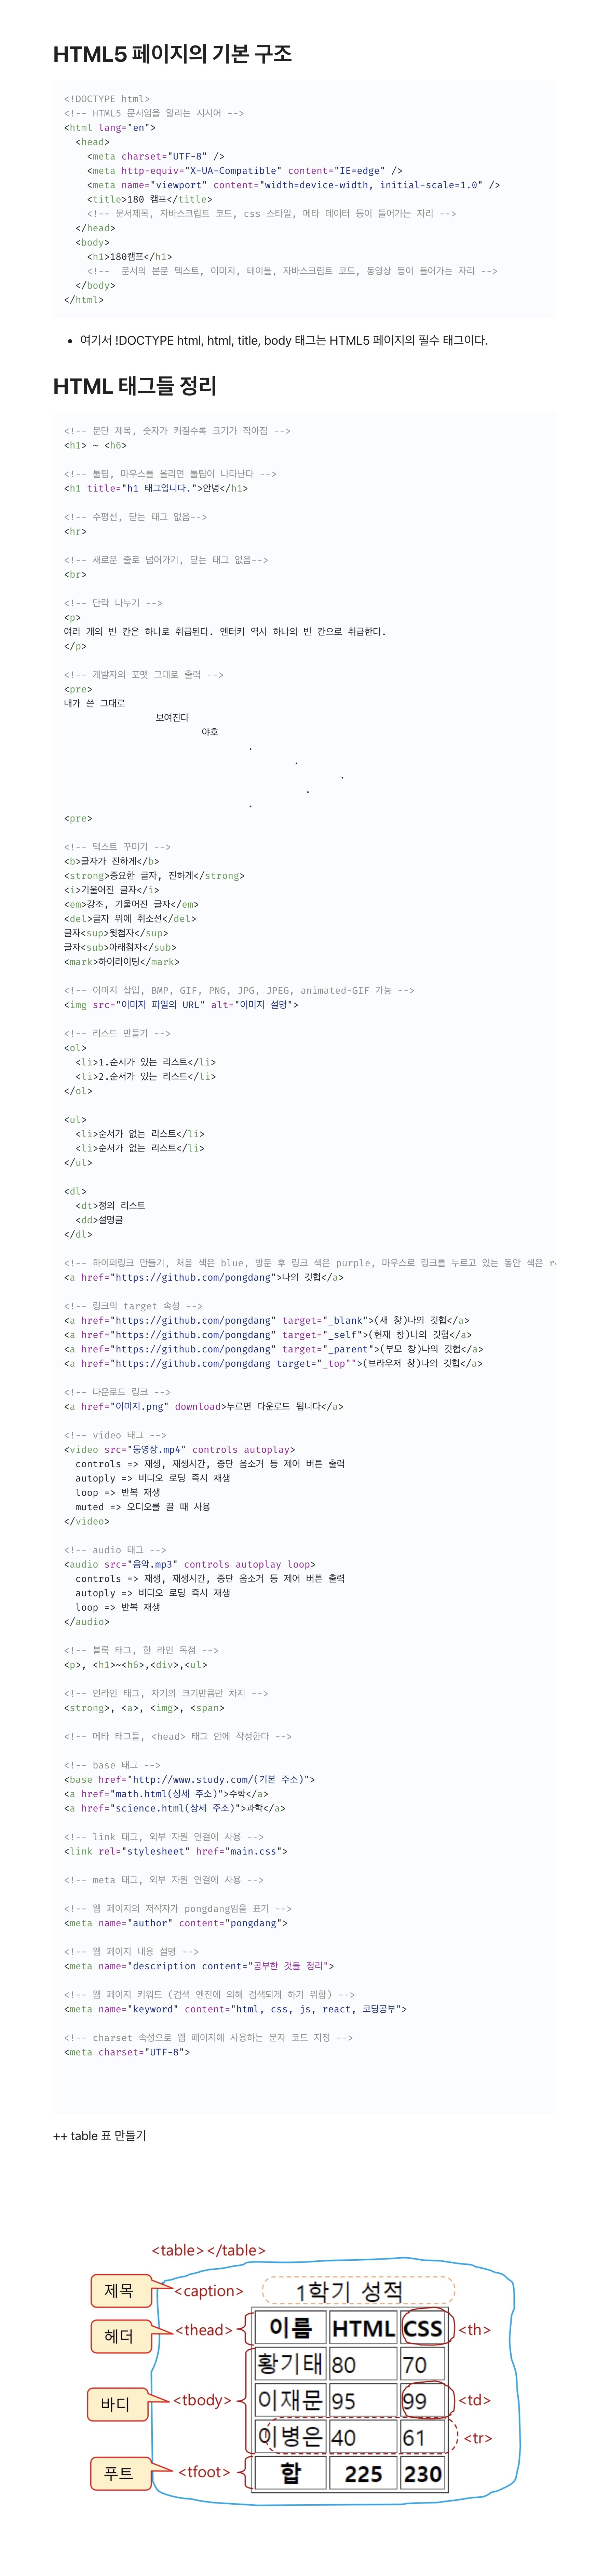 HTML5 페이지의 기본 구조
<!DOCTYPE html>
<!-- HTML5 문서임을 알리는 지시어 -->
<html lang="en">
  <head>
    <meta charset="UTF-8" />
    <meta http-equiv="X-UA-Compatible" content="IE=edge" />
    <meta name="viewport" content="width=device-width, initial-scale=1.0" />
    <title>180 캠프</title>
    <!-- 문서제목, 자바스크립트 코드, css 스타일, 메타 데이터 등이 들어가는 자리 -->
  </head>
  <body>
    <h1>180캠프</h1>
    <!--  문서의 본문 텍스트, 이미지, 테이블, 자바스크립트 코드, 동영상 등이 들어가는 자리 -->
  </body>
</html>
• 여기서 !DOCTYPE html, html, title, body 태그는 HTML5 페이지의 필수 태그이다.
HTML 태그들 정리
<!-- 문단 제목, 숫자가 커질수록 크기가 작아짐 -->
<h1> ~ <h6>
<!-- 툴팁, 마우스를 올리면 툴팁이 나타난다 -->
<h1 title="h1 태그입니다.">안녕</h1>
<!-- 수평선, 닫는 태그 없음-->
<hr>
<!-- 새로운 줄로 넘어가기, 닫는 태그 없음-->
<br>
<!-- 단락 나누기 -->
<p>
여러 개의 빈 칸은 하나로 취급된다. 엔터키 역시 하나의 빈 칸으로 취급한다.
</p>
<!-- 개발자의 포맷 그대로 출력 -->
<pre>
내가 쓴 그대로
                보여진다
                        야호
                                .
                                        .
                                                .
                                          .
                                .
<pre>
<!-- 텍스트 꾸미기 -->
<b>글자가 진하게</b>
<strong>중요한 글자, 진하게</strong>
<i>기울어진 글자</i>
<em>강조, 기울어진 글자</em>
<del>글자 위에 취소선</del>
글자<sup>윗첨자</sup>
글자<sub>아래첨자</sub>
<mark>하이라이팅</mark>
<!-- 이미지 삽입, BMP, GIF, PNG, JPG, JPEG, animated-GIF 가능 -->
<img src="이미지 파일의 URL" alt="이미지 설명">
<!-- 리스트 만들기 -->
<ol>
  <li>1.순서가 있는 리스트</li>
  <li>2.순서가 있는 리스트</li>
</ol>
<ul>
  <li>순서가 없는 리스트</li>
  <li>순서가 없는 리스트</li>
</ul>
<dl>
  <dt>정의 리스트
  <dd>설명글
</dl>
<!-- 하이퍼링크 만들기, 처음 색은 blue, 방문 후 링크 색은 purple, 마우스로 링크를 누르고 있는 동안 색은
<a href="https://github.com/pongdang">나의 깃헙</a>
<!-- 링크의 target 속성 -->
<a href="https://github.com/pongdang" target="_blank">(새 창)나의 깃헙</a>
<a href="https://github.com/pongdang" target="_self">(현재 창)나의 깃헙</a>
<a href="https://github.com/pongdang" target="_parent">(부모 창)나의 깃헙</a>
<a href="https://github.com/pongdang target="_top"">(브라우저 창)나의 깃헙</a>
<!-- 다운로드 링크 -->
<a href="이미지.png" download>누르면 다운로드 됩니다</a>
<!-- video 태그 -->
<video src="동영상.mp4" controls autoplay>
  controls => 재생, 재생시간, 중단 음소거 등 제어 버튼 출력
  autoply => 비디오 로딩 즉시 재생
  loop => 반복 재생
  muted => 오디오를 끌 때 사용
</video>
<!-- audio 태그 -->
<audio src="음악.mp3" controls autoplay loop>
  controls => 재생, 재생시간, 중단 음소거 등 제어 버튼 출력
  autoply => 비디오 로딩 즉시 재생
  loop => 반복 재생
</audio>
<!-- 블록 태그, 한 라인 독점 -->
<p>, <h1>~<h6>,<div>,<ul>
<!-- 인라인 태그, 자기의 크기만큼만 차지 -->
<strong>, <a>, <img>, <span>
<!-- 메타 태그들, <head> 태그 안에 작성한다 -->
<!-- base 태그 -->
<base href="http://www.study.com/(기본 주소)">
<a href="math.html(상세 주소)">수학</a>
<a href="science.html(상세 주소)">과학</a>
<!-- link 태그, 외부 자원 연결에 사용 -->
<link rel="stylesheet" href="main.css">
<!-- meta 태그, 외부 자원 연결에 사용 -->
<!-- 웹 페이지의 저작자가 pongdang임을 표기 -->
<meta name="author" content="pongdang">
<!-- 웹 페이지 내용 설명 -->
<meta name="description content="공부한 것들 정리">
<!-- 웹 페이지 키워드 (검색 엔진에 의해 검색되게 하기 위함) -->
<meta name="keyword" content="html, css, js, react, 코딩공부">
<!-- charset 속성으로 웹 페이지에 사용하는 문자 코드 지정 -->
<meta charset="UTF-8">
++ table 표 만들기
<table></table>
제목 <caption> 1학기 성적
헤더 <thead> 이름 HTML CSS <th>
황기태 80 70
바디 <tbody> 이재문 95 99 <td>
이병은 40 61 <tr>
푸트 <tfoot> 합 225 230